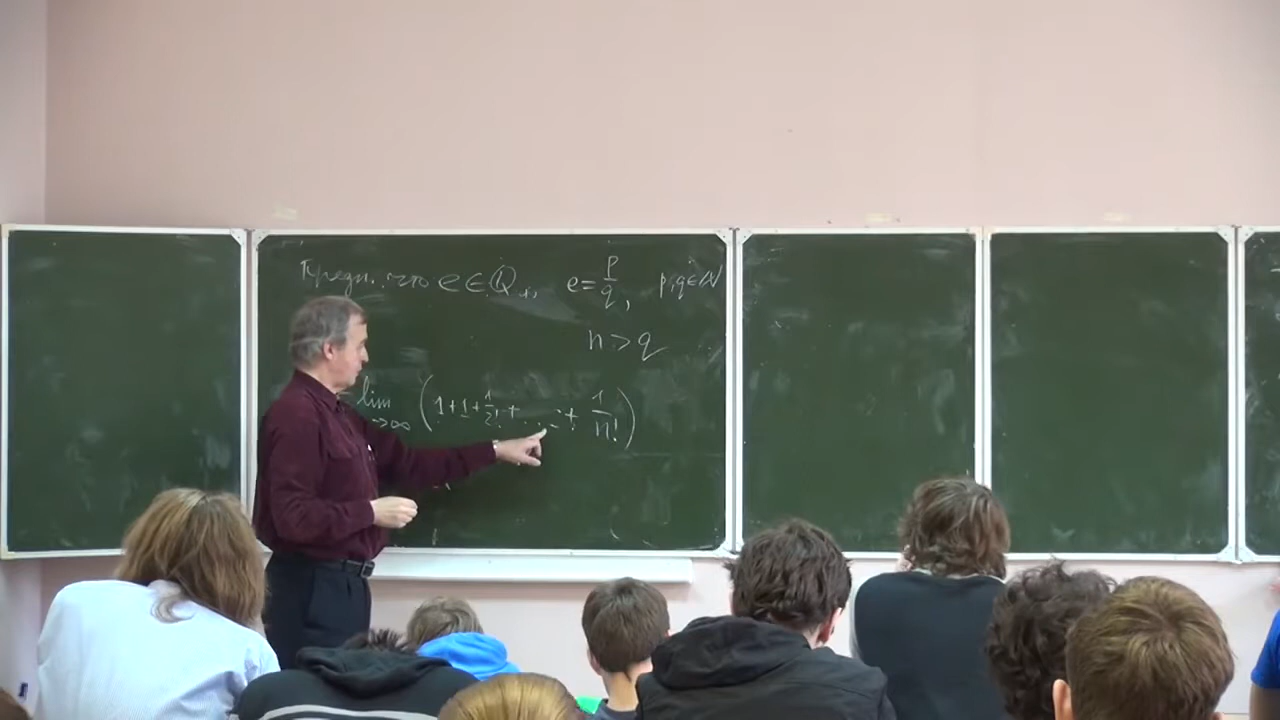 Предп. что e ∈ ℚ₊, e = p/q, p,q ∈ ℕ
n > q
lim →∞ (1 + 1 + 1/2! + ... + 1/n!)